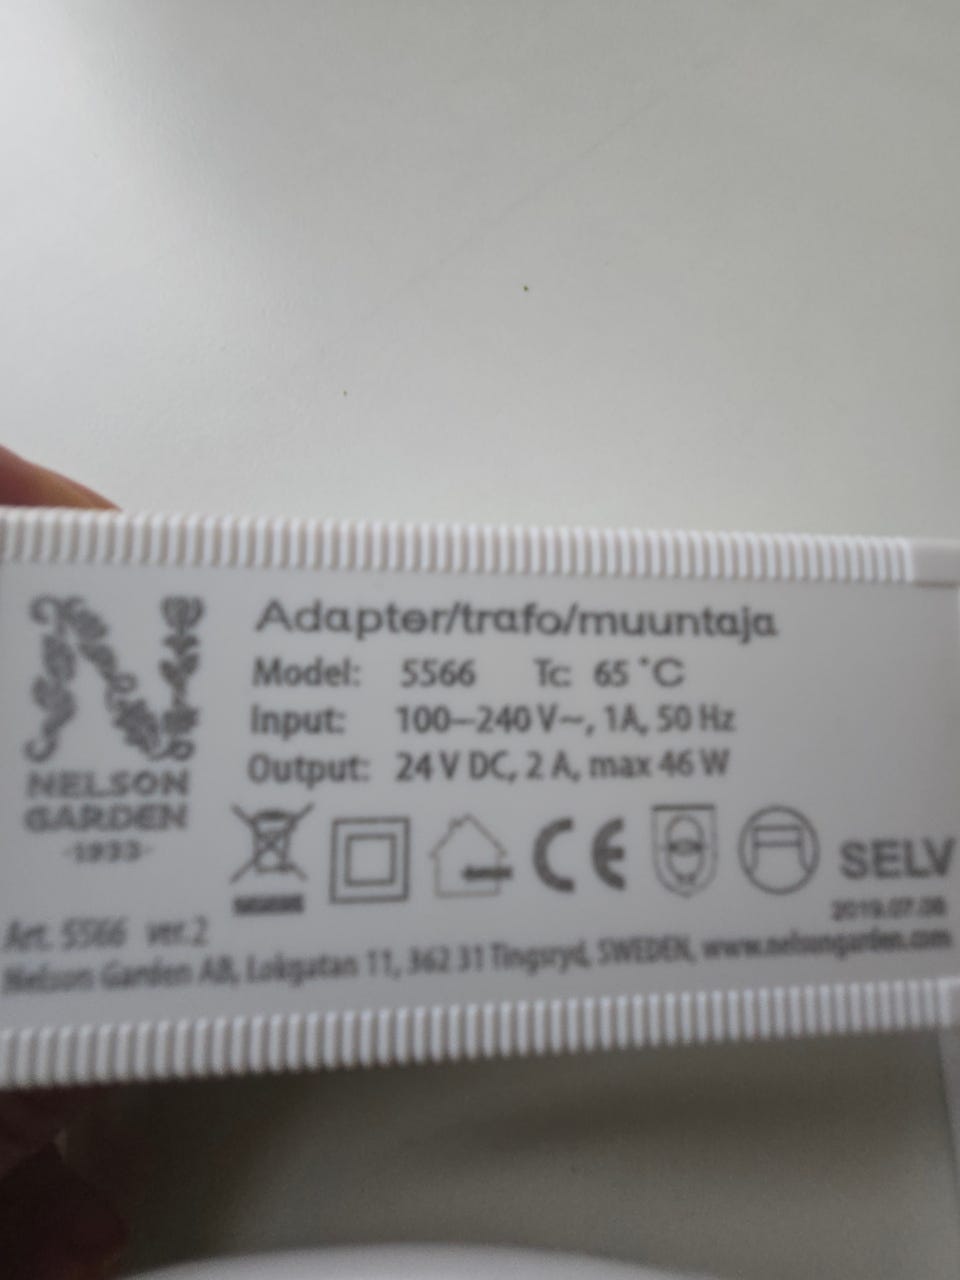 Adapter/trafo/muuntaja
Model: 5566 Tc: 65 °C
Input: 100–240 V~, 1A, 50 Hz
Output: 24 V DC, 2 A, max 46 W
NELSON
GARDEN
-1933-
CE
SELV
2019.07.08
Art. 5566 ver.2
Nelson Garden AB, Lokgatan 11, 362 31 Tingsryd, SWEDEN, www.nelsongarden.com